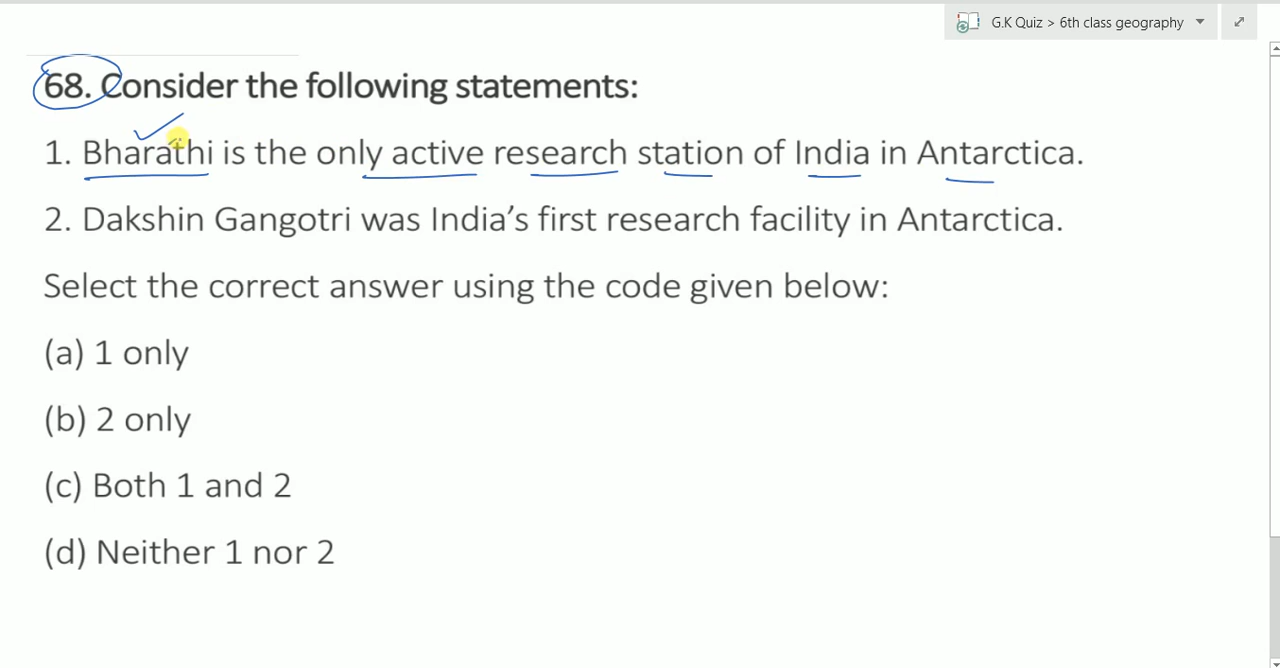 G.K Quiz > 6th class geography
68. Consider the following statements:
1. Bharathi is the only active research station of India in Antarctica.
2. Dakshin Gangotri was India’s first research facility in Antarctica.
Select the correct answer using the code given below:
(a) 1 only
(b) 2 only
(c) Both 1 and 2
(d) Neither 1 nor 2